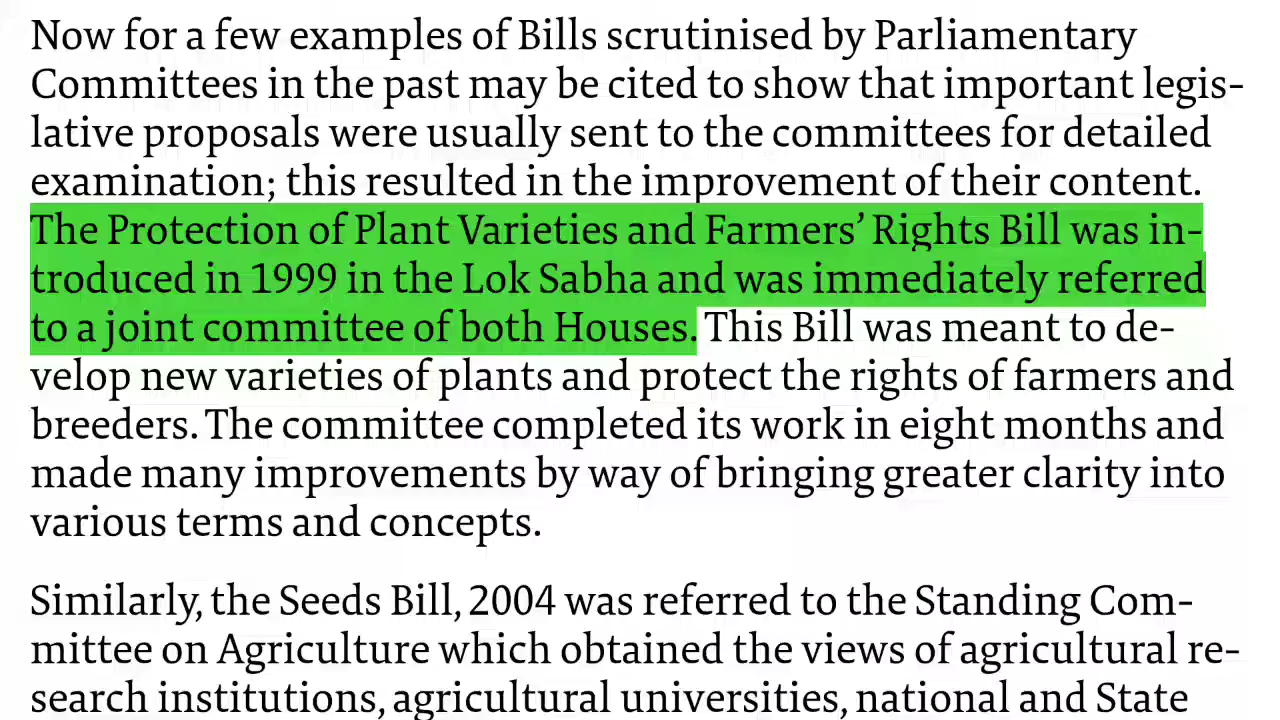 Now for a few examples of Bills scrutinised by Parliamentary
Committees in the past may be cited to show that important legis-
lative proposals were usually sent to the committees for detailed
examination; this resulted in the improvement of their content.
The Protection of Plant Varieties and Farmers’ Rights Bill was in-
troduced in 1999 in the Lok Sabha and was immediately referred
to a joint committee of both Houses. This Bill was meant to de-
velop new varieties of plants and protect the rights of farmers and
breeders. The committee completed its work in eight months and
made many improvements by way of bringing greater clarity into
various terms and concepts.
Similarly, the Seeds Bill, 2004 was referred to the Standing Com-
mittee on Agriculture which obtained the views of agricultural re-
search institutions, agricultural universities, national and State